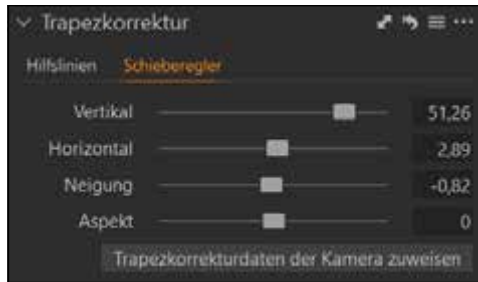 Trapezkorrektur
Hilfslinien Schieberegler
Vertikal 51,26
Horizontal 2,89
Neigung -0,82
Aspekt 0
Trapezkorrekturdaten der Kamera zuweisen